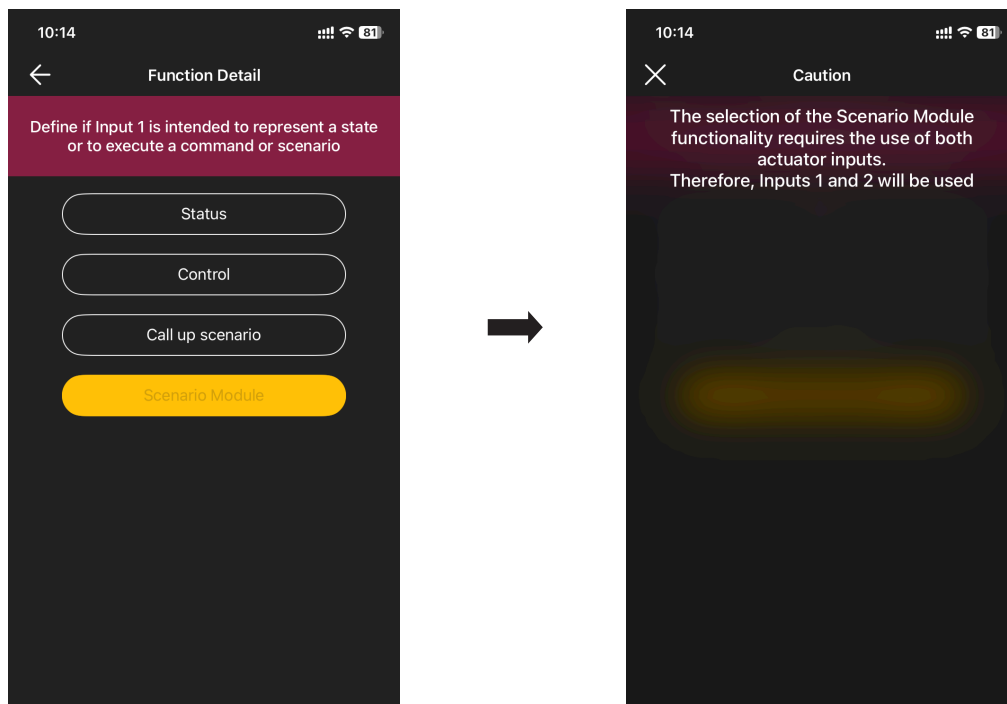 10:14
81
Function Detail
Define if Input 1 is intended to represent a state
or to execute a command or scenario
Status
Control
Call up scenario
Scenario Module
10:14
81
Caution
The selection of the Scenario Module
functionality requires the use of both
actuator inputs.
Therefore, Inputs 1 and 2 will be used